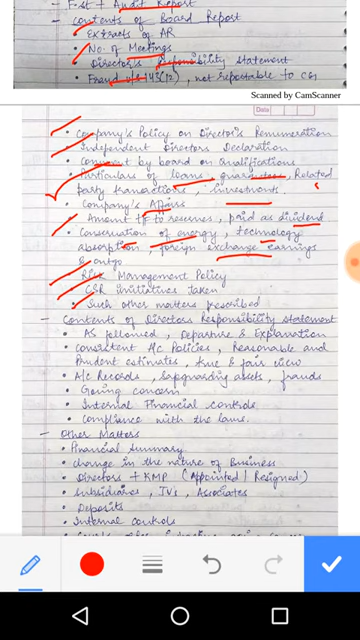 - F.st + Audit Report
- Contents of Board Report
• Extracts of AR
• No. of Meetings
• Director's Responsibility statement
• Fraud u/s 143(12), not reportable to CG
Scanned by CamScanner
Date
• Company's Policy on Director's Remuneration
• Independent Directors Declaration
• Comment by board on Qualifications
• Particulars of loans, guarantees, Related
party transactions, investments.
• Company's Affairs
• Amount tfr to reserves, paid as dividend
• Conservation of energy, technology
absorption, foreign exchange earnings
& outgo
• Risk Management Policy
• CSR initiatives taken
• Such other matters prescribed
- Contents of Directors Responsibility statement
• AS followed, Departure & Explanation
• Consistent A/c Policies, Reasonable and
Prudent estimates, true & fair view
• A/c Records, Safeguarding assets, frauds
• Going concern
• Internal Financial controls
• Compliance with the laws.
- Other Matters
• Financial Summary
• Change in the nature of Business
• Directors + KMP (Appointed / Resigned)
• Subsidiaries, JVs, Associates
• Deposits
• Internal controls